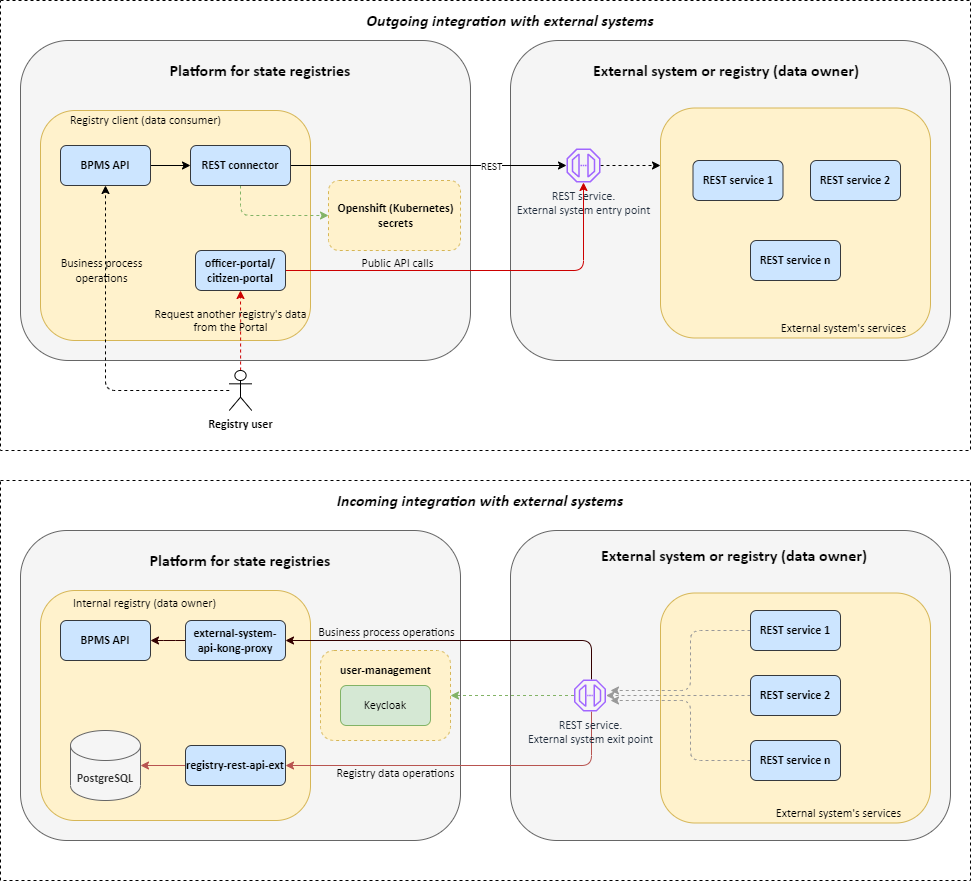 Outgoing integration with external systems
Platform for state registries
External system or registry (data owner)
Registry client (data consumer)
BPMS API
REST connector
REST
REST service 1
REST service 2
REST service.
External system entry point
Openshift (Kubernetes)
secrets
officer-portal/
citizen-portal
Public API calls
Business process
operations
REST service n
Request another registry's data
from the Portal
External system's services
Registry user
Incoming integration with external systems
Platform for state registries
External system or registry (data owner)
Internal registry (data owner)
BPMS API
external-system-
api-kong-proxy
Business process operations
REST service 1
user-management
Keycloak
REST service 2
REST service.
External system exit point
PostgreSQL
registry-rest-api-ext
Registry data operations
REST service n
External system's services